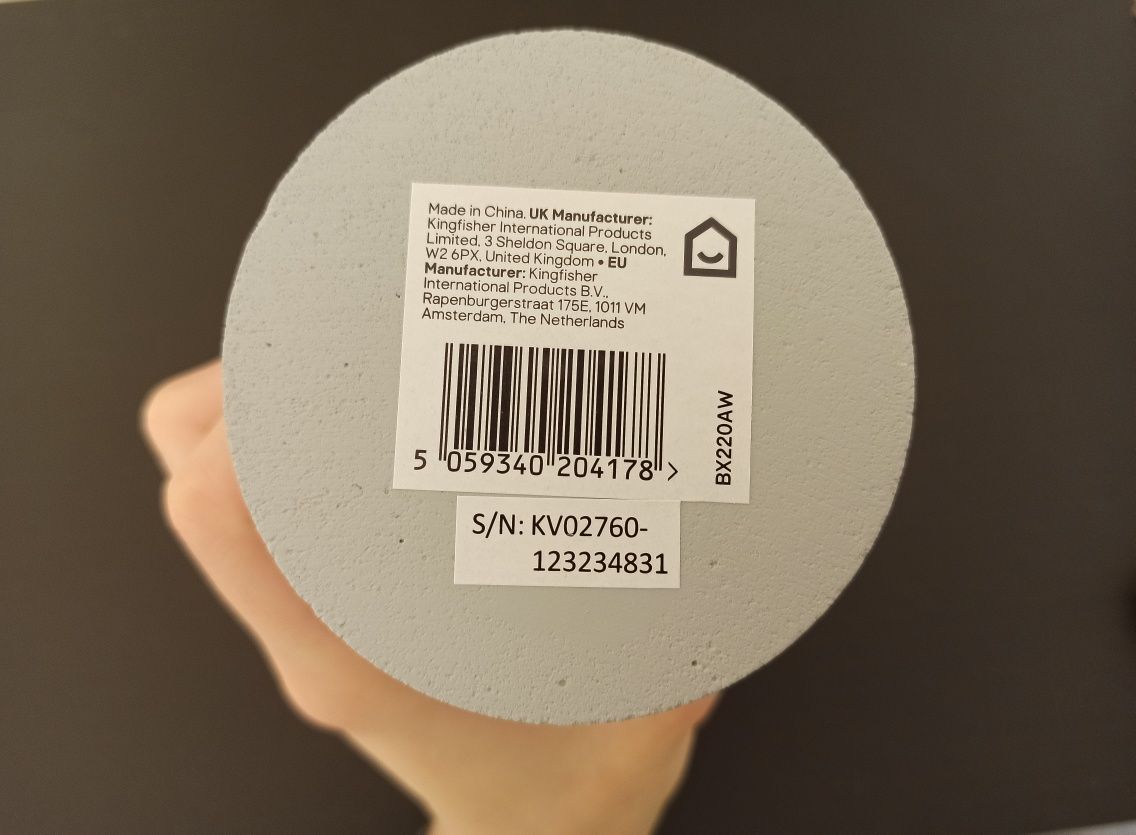 Made in China. UK Manufacturer:
Kingfisher International Products
Limited, 3 Sheldon Square, London,
W2 6PX, United Kingdom • EU
Manufacturer: Kingfisher
International Products B.V.,
Rapenburgerstraat 175E, 1011 VM
Amsterdam, The Netherlands
5 059340 204178 >
BX220AW
S/N: KV02760-
123234831